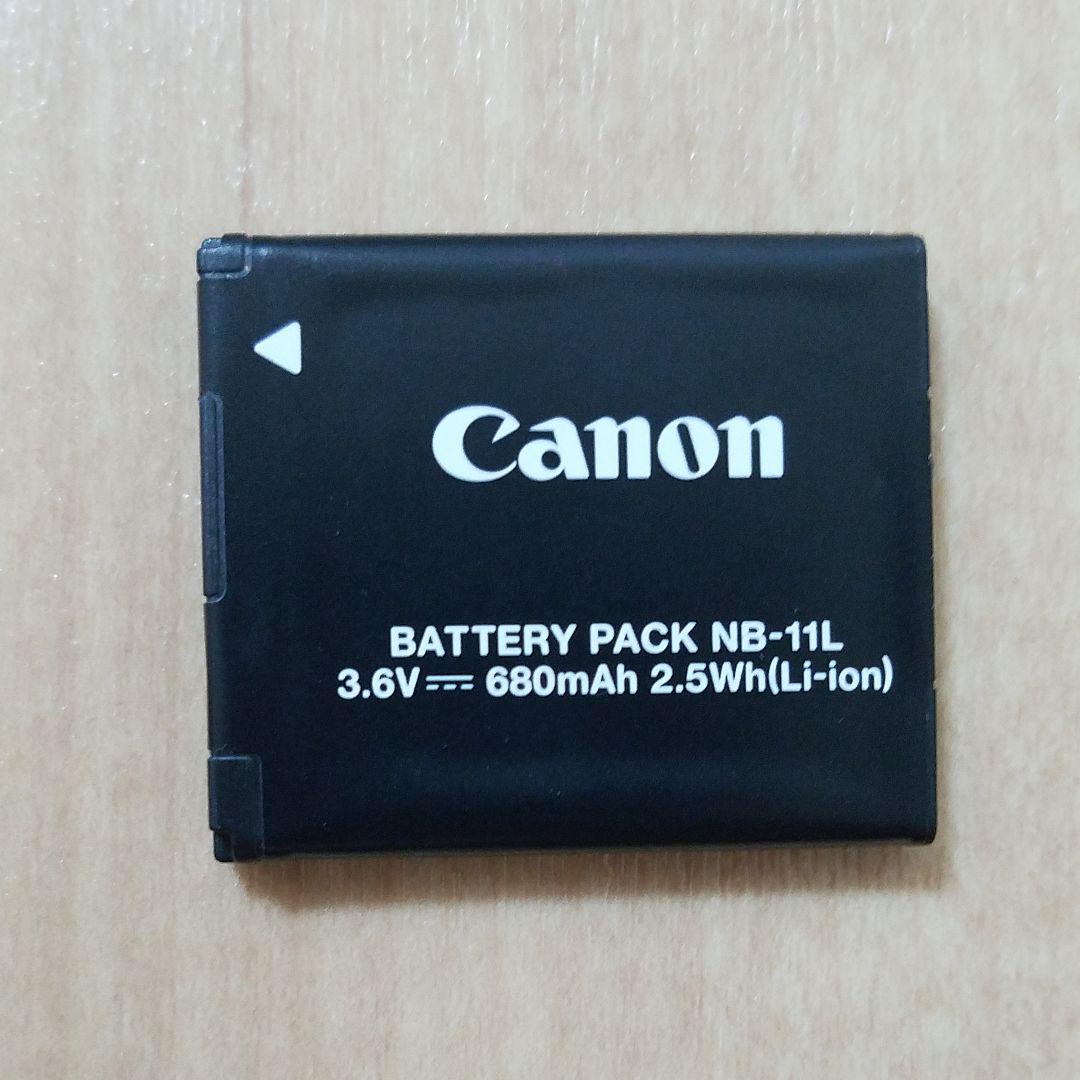 Canon
BATTERY PACK NB-11L
3.6V⎓ 680mAh 2.5Wh(Li-ion)